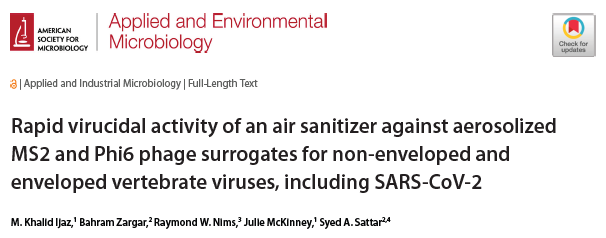 AMERICAN
SOCIETY FOR
MICROBIOLOGY
Applied and Environmental
Microbiology
Check for
updates
| Applied and Industrial Microbiology | Full-Length Text
Rapid virucidal activity of an air sanitizer against aerosolized
MS2 and Phi6 phage surrogates for non-enveloped and
enveloped vertebrate viruses, including SARS-CoV-2
M. Khalid Ijaz,¹ Bahram Zargar,² Raymond W. Nims,³ Julie McKinney,¹ Syed A. Sattar²,⁴